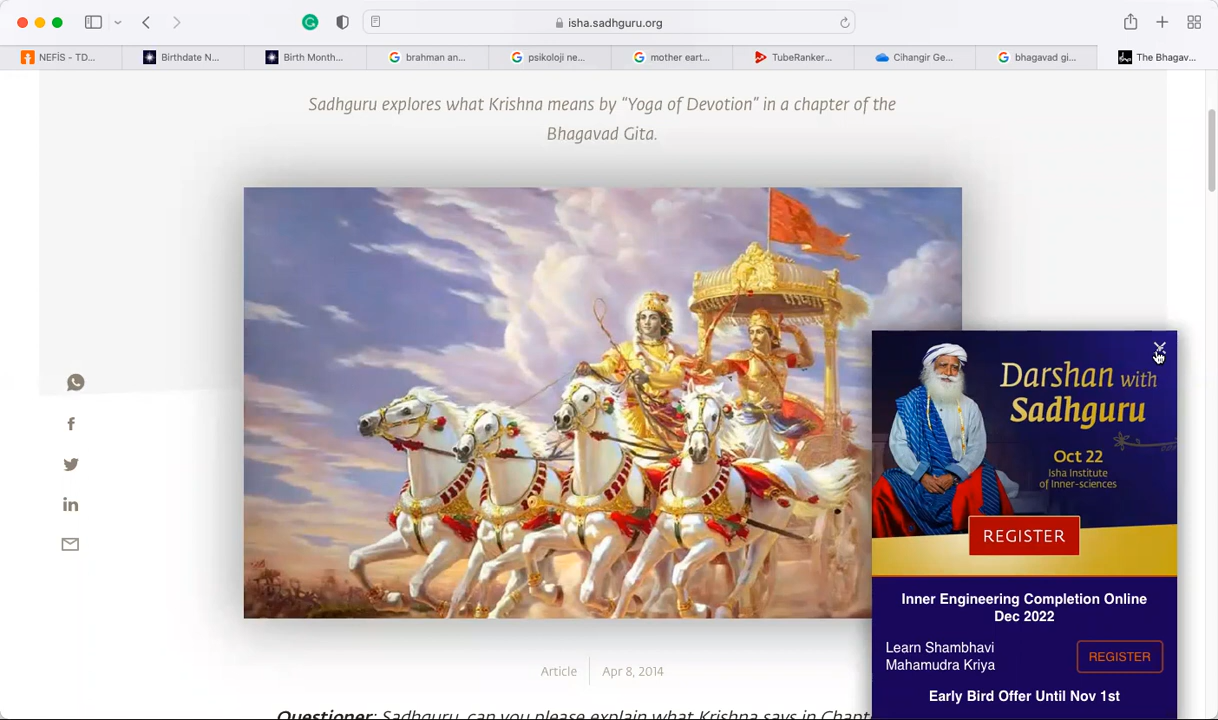 isha.sadhguru.org
NEFİS - TD...
Birthdate N...
Birth Month...
brahman an...
psikoloji ne...
mother eart...
TubeRanker...
Cihangir Ge...
bhagavad gi...
The Bhagav...
Sadhguru explores what Krishna means by "Yoga of Devotion" in a chapter of the
Bhagavad Gita.
Darshan with
Sadhguru
Oct 22
Isha Institute
of Inner-sciences
REGISTER
Inner Engineering Completion Online
Dec 2022
Learn Shambhavi
Mahamudra Kriya
REGISTER
Early Bird Offer Until Nov 1st
Article
Apr 8, 2014
Questioner: Sadhguru, can you please explain what Krishna says in Chapt